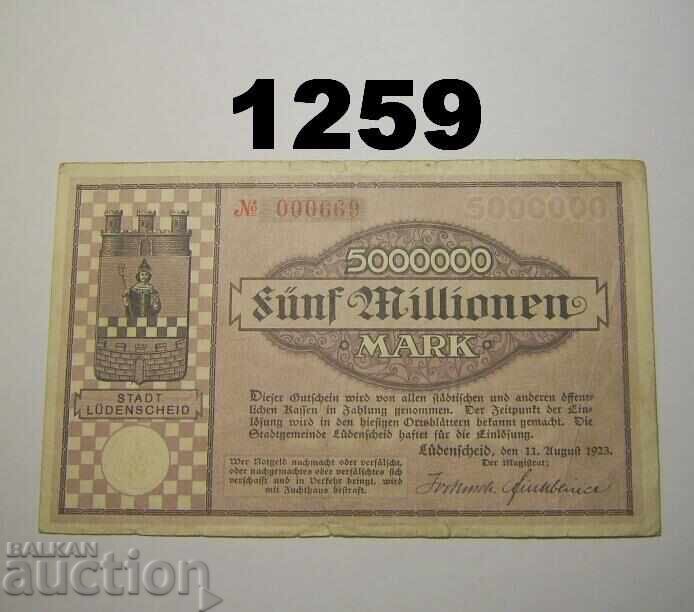 1259
№ 000669
5000000
5000000
Fünf Millionen
MARK
STADT
LÜDENSCHEID
Dieser Gutschein wird von allen städtischen und anderen öffent-
lichen Kassen in Zahlung genommen. Der Zeitpunkt der Ein-
lösung wird in den hiesigen Ortsblättern bekannt gemacht. Die
Stadtgemeinde Lüdenscheid haftet für die Einlösung.
Lüdenscheid, den 11. August 1923.
Der Magistrat:
Wer Notgeld nachmacht oder verfälscht,
oder nachgemachtes oder verfälschtes sich
verschafft und in Verkehr bringt, wird
mit Zuchthaus bestraft.
BALKAN
auction